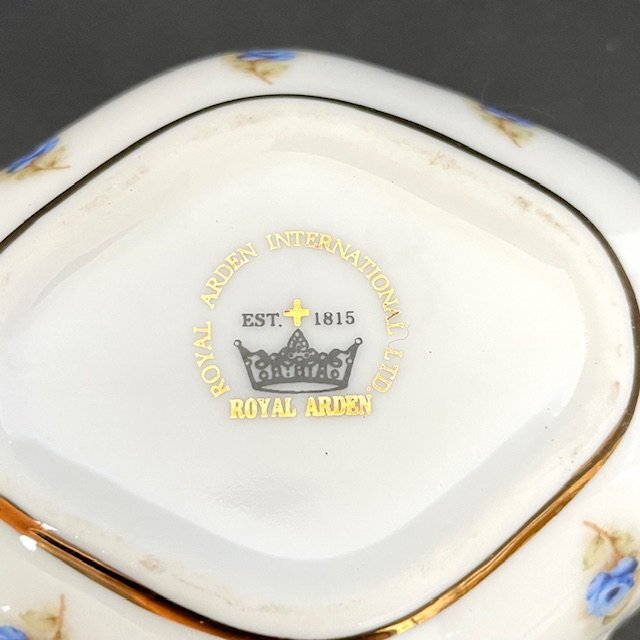 ROYAL ARDEN INTERNATIONAL LTD
EST. 1815
ROYAL ARDEN